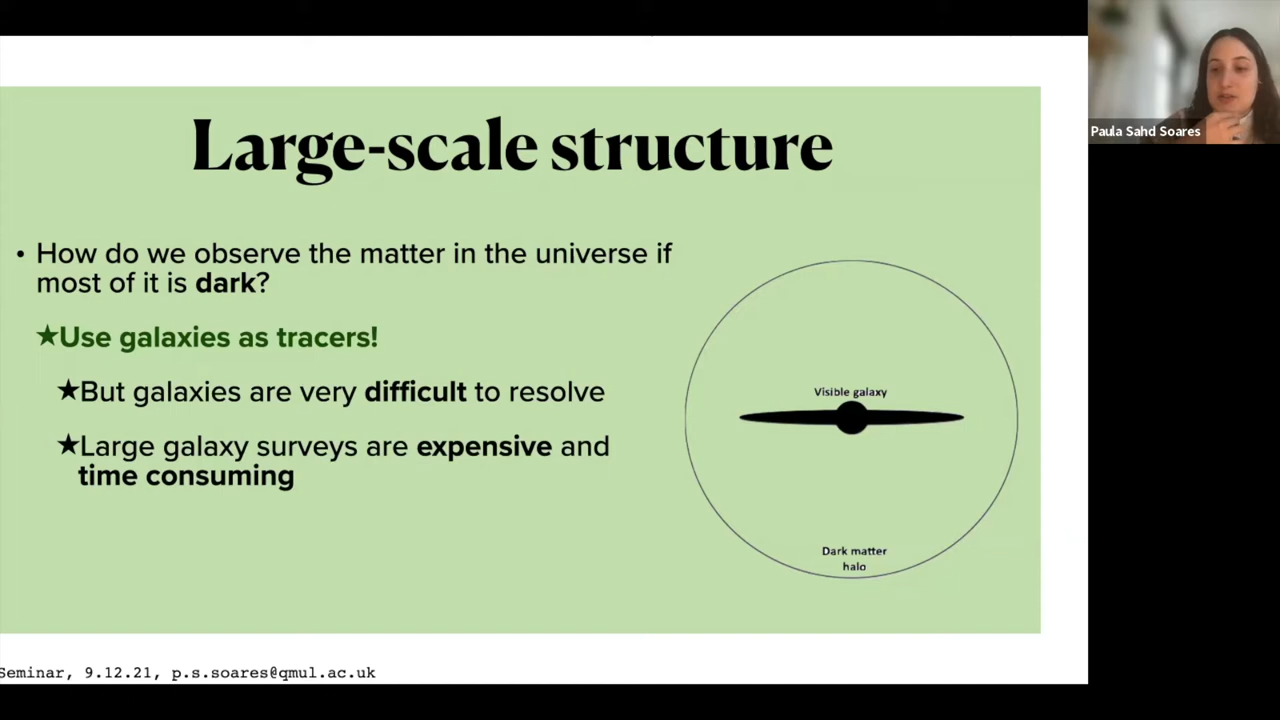 Large-scale structure
• How do we observe the matter in the universe if
most of it is dark?
★Use galaxies as tracers!
★But galaxies are very difficult to resolve
★Large galaxy surveys are expensive and
time consuming
Visible galaxy
Dark matter
halo
Seminar, 9.12.21, p.s.soares@qmul.ac.uk
Paula Sahd Soares